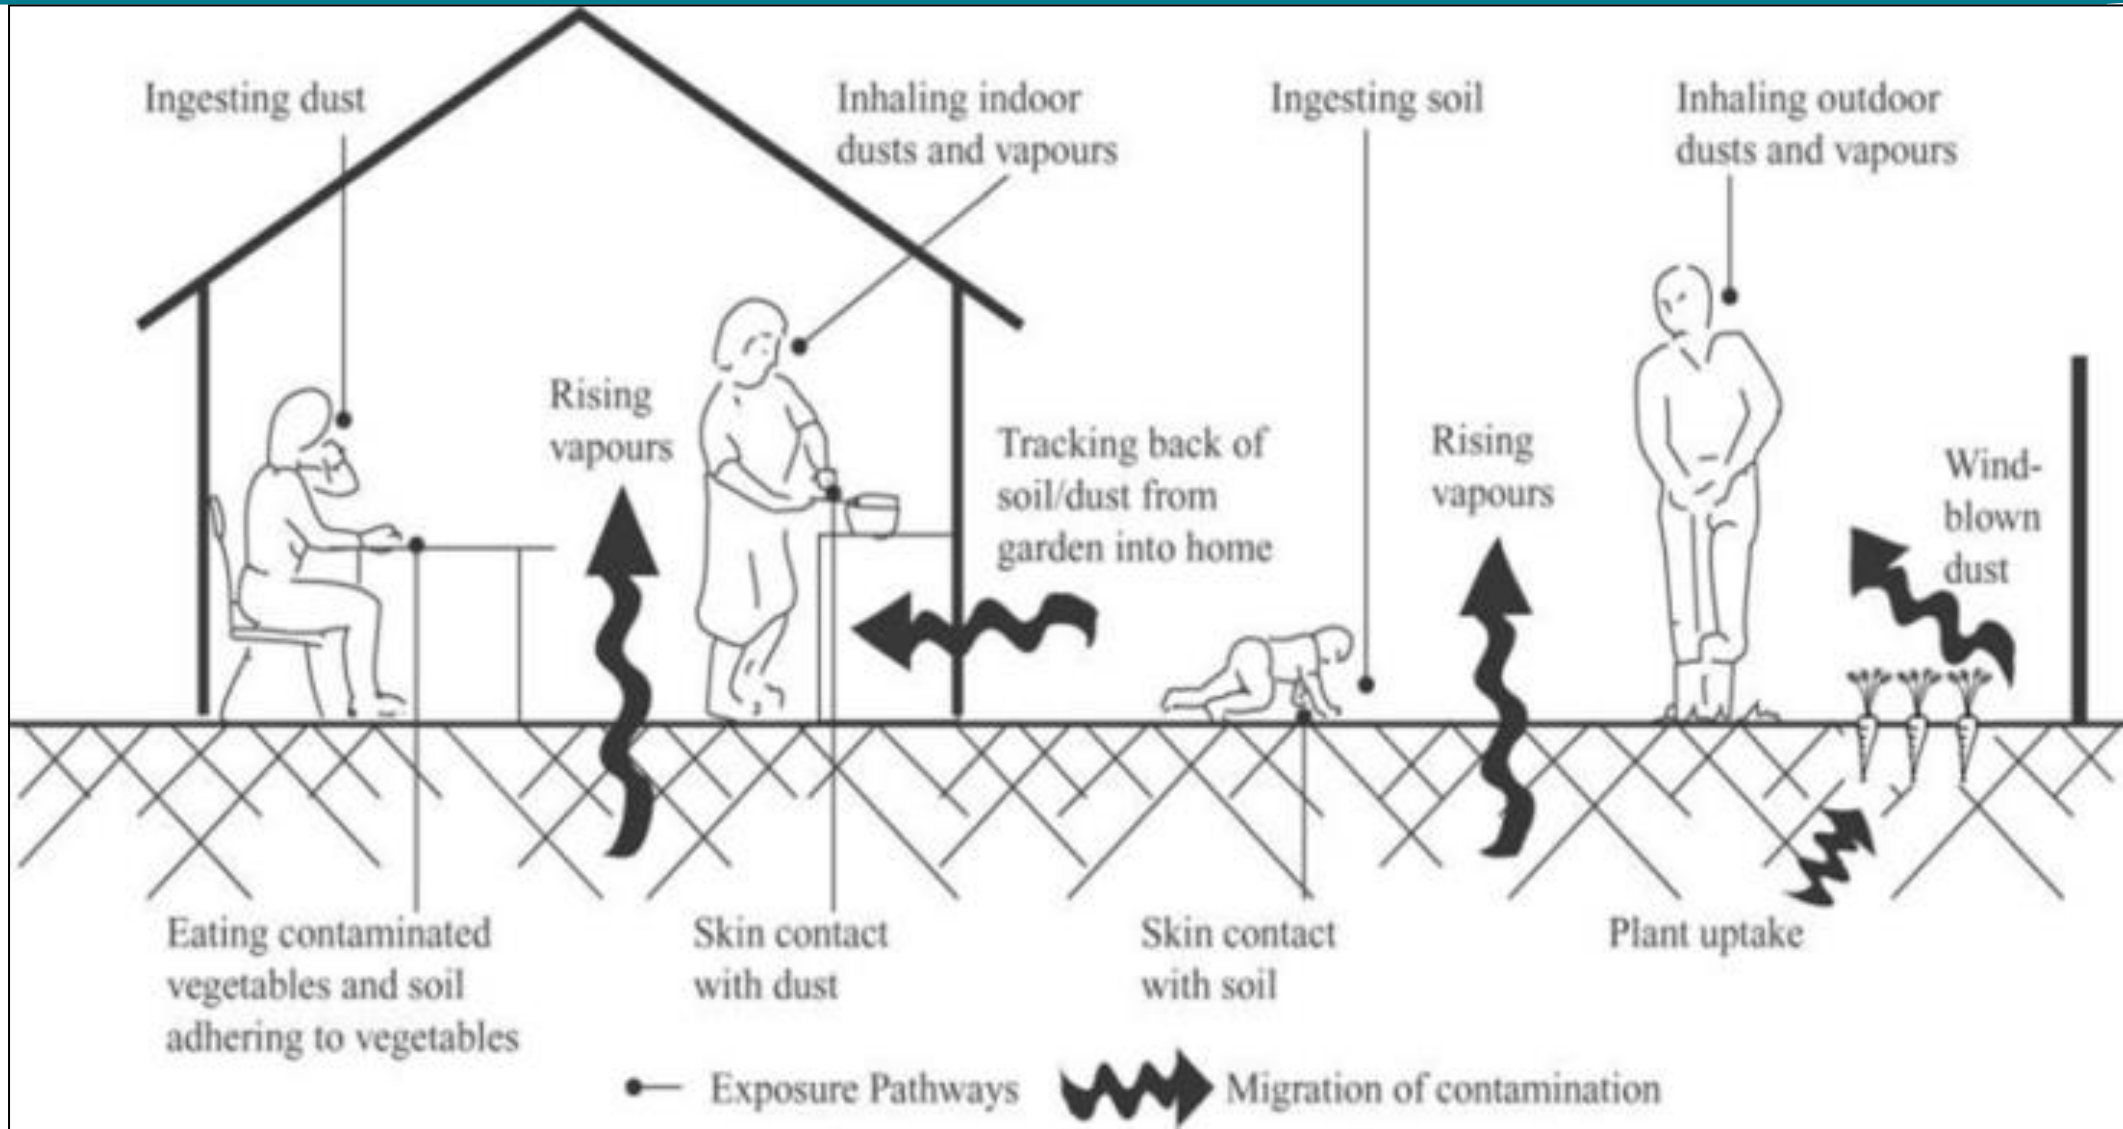 Ingesting dust
Inhaling indoor
dusts and vapours
Ingesting soil
Inhaling outdoor
dusts and vapours
Rising
vapours
Tracking back of
soil/dust from
garden into home
Rising
vapours
Wind-
blown
dust
Eating contaminated
vegetables and soil
adhering to vegetables
Skin contact
with dust
Skin contact
with soil
Plant uptake
Exposure Pathways
Migration of contamination